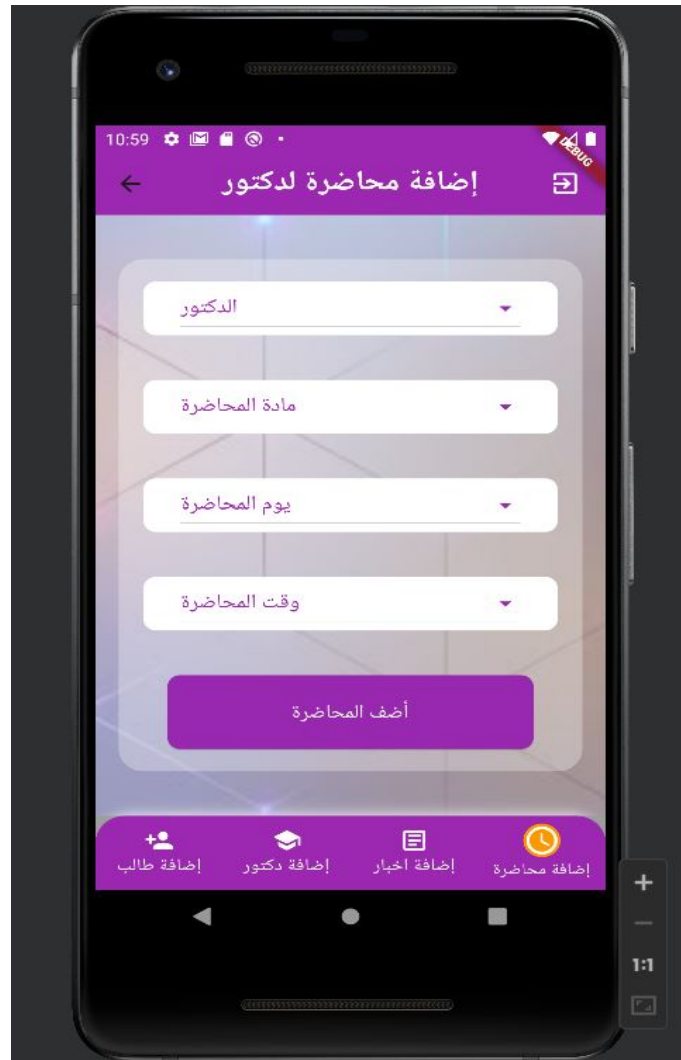 10:59
DEBUG
إضافة محاضرة لدكتور
الدكتور
مادة المحاضرة
يوم المحاضرة
وقت المحاضرة
أضف المحاضرة
إضافة محاضرة
إضافة اخبار
إضافة دكتور
إضافة طالب
1:1